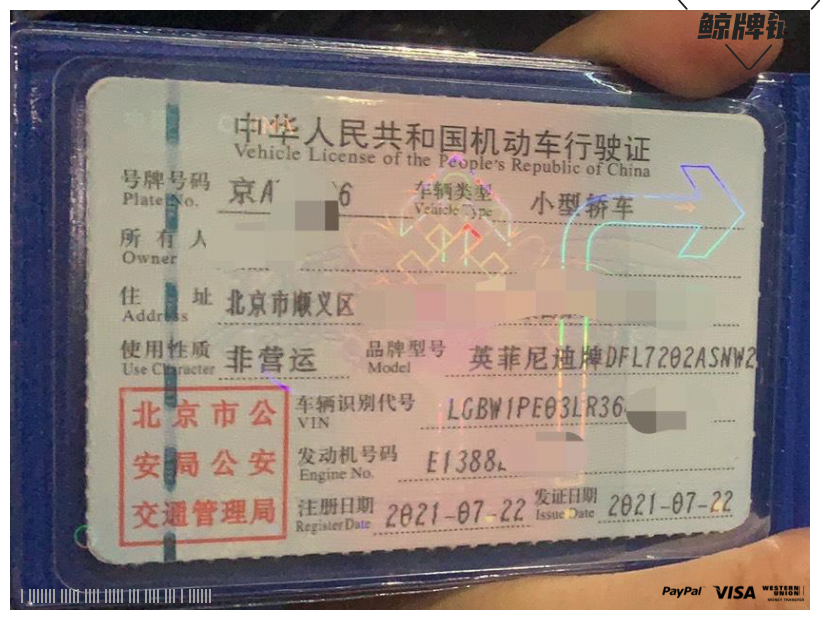 鲸牌
中华人民共和国机动车行驶证
Vehicle License of the People's Republic of China
号牌号码 京A 6 车辆类型 小型轿车
Plate No. Vehicle Type
所有人
Owner
住址 北京市顺义区
Address
使用性质 非营运 品牌型号 英菲尼迪牌DFL7202ASNW2
Use Character Model
北京市公
安局公安
交通管理局
车辆识别代号 LGBW1PE03LR36
VIN
发动机号码 E1388
Engine No.
注册日期 2021-07-22 发证日期 2021-07-22
Register Date Issue Date
PayPal VISA WESTERN UNION
MONEY TRANSFER